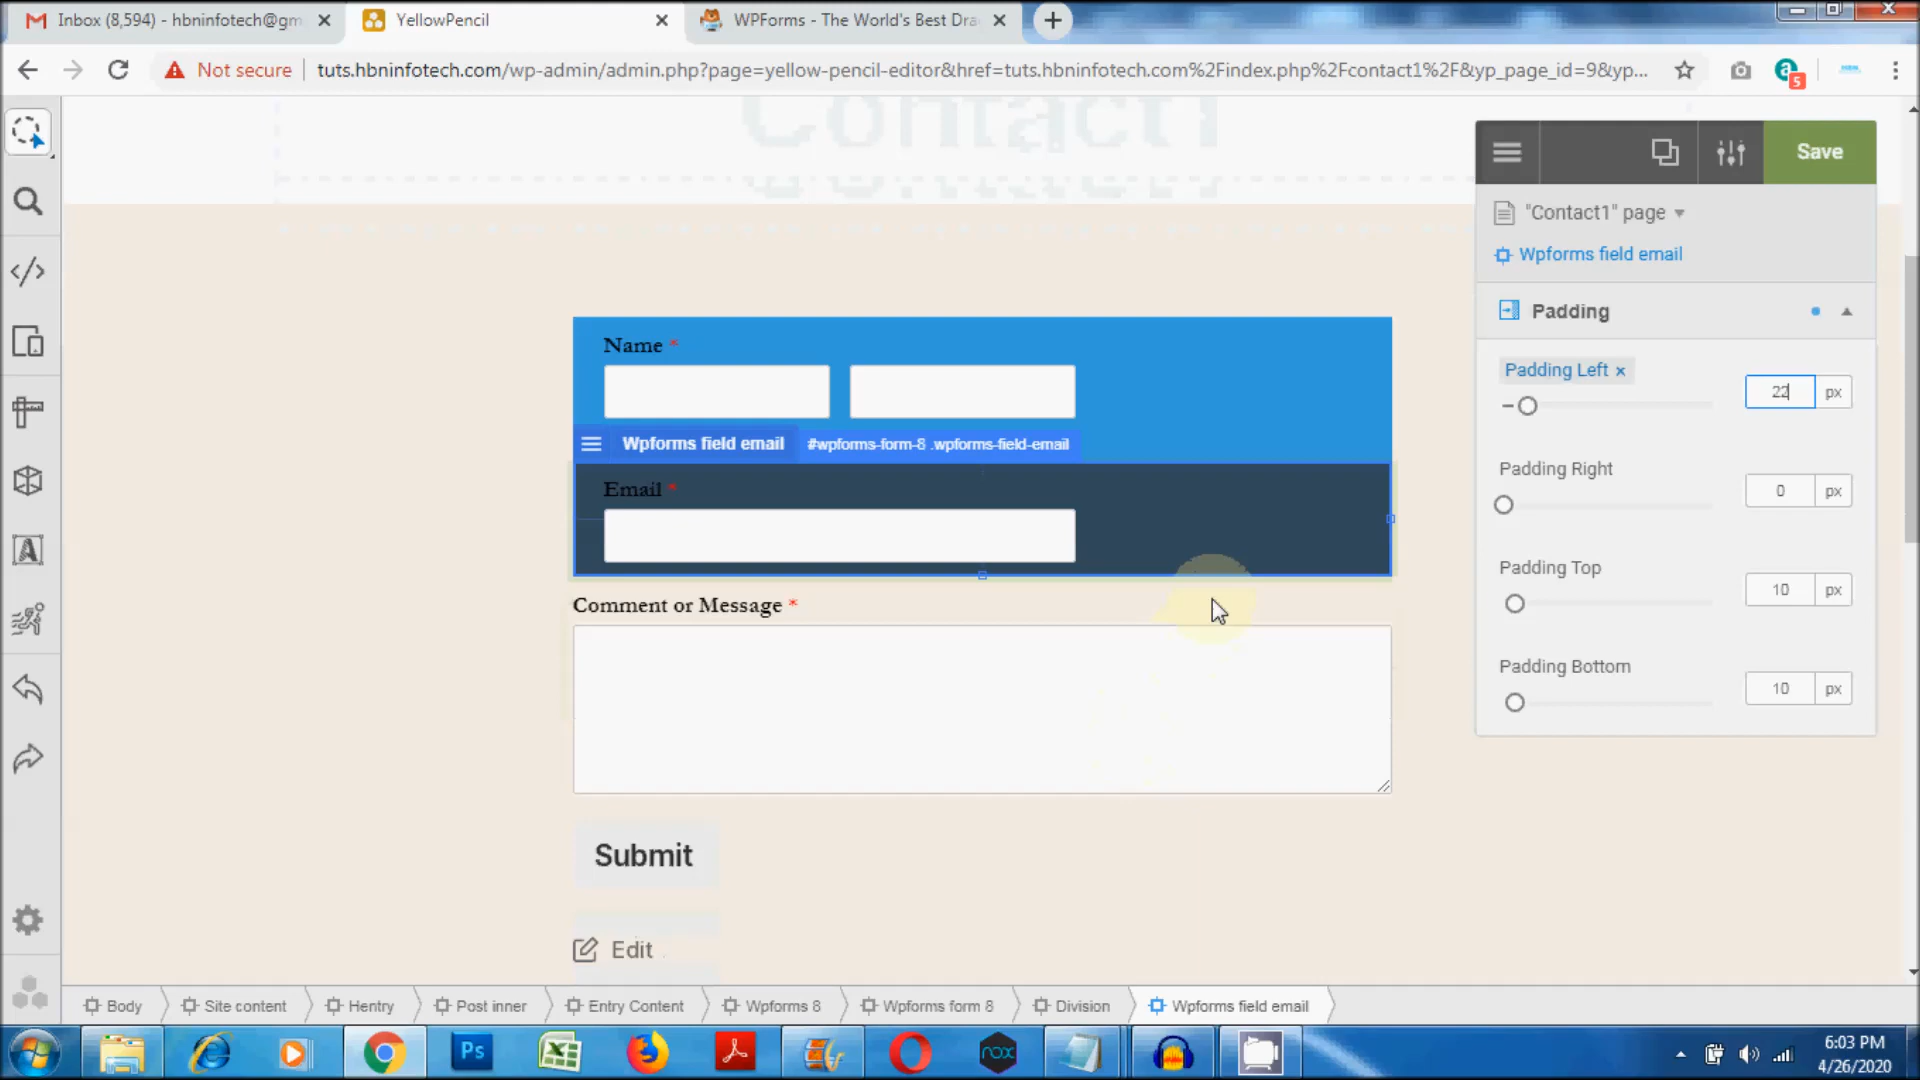 Inbox (8,594) - hbninfotech@gm
YellowPencil
WPForms - The World's Best Dra
Not secure
tuts.hbninfotech.com/wp-admin/admin.php?page=yellow-pencil-editor&href=tuts.hbninfotech.com%2Findex.php%2Fcontact1%2F&yp_page_id=9&yp...
a
5
Contact1
Save
"Contact1" page
Wpforms field email
Padding
Padding Left ×
22 px
Padding Right
0 px
Padding Top
10 px
Padding Bottom
10 px
Name *
Wpforms field email #wpforms-form-8 .wpforms-field-email
Email *
Comment or Message *
Submit
Edit
A
Body
Site content
Hentry
Post inner
Entry Content
Wpforms 8
Wpforms form 8
Division
Wpforms field email
Ps
nox
6:03 PM
4/26/2020